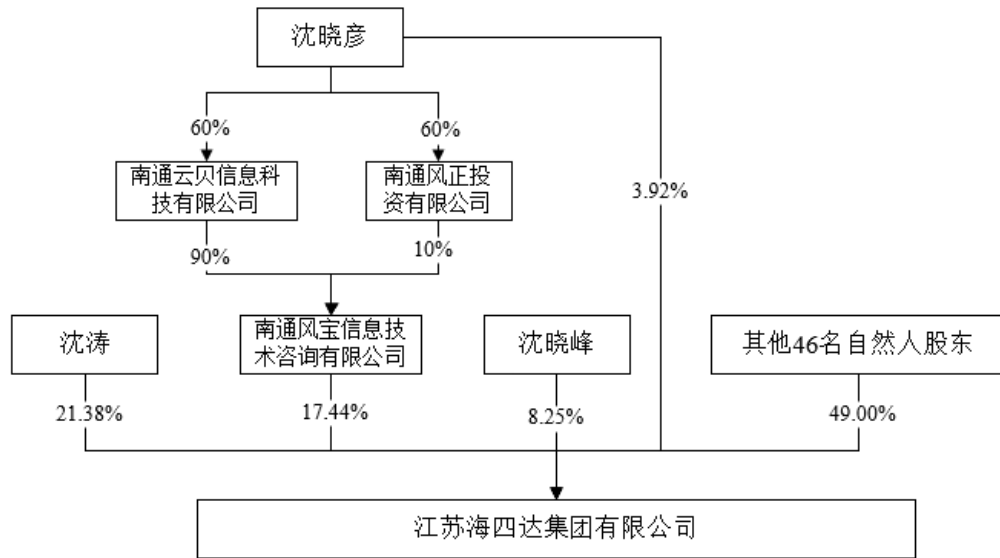 沈晓彦
60%
60%
南通云贝信息科
技有限公司
南通风正投
资有限公司
3.92%
90%
10%
沈涛
南通风宝信息技
术咨询有限公司
沈晓峰
其他46名自然人股东
21.38%
17.44%
8.25%
49.00%
江苏海四达集团有限公司